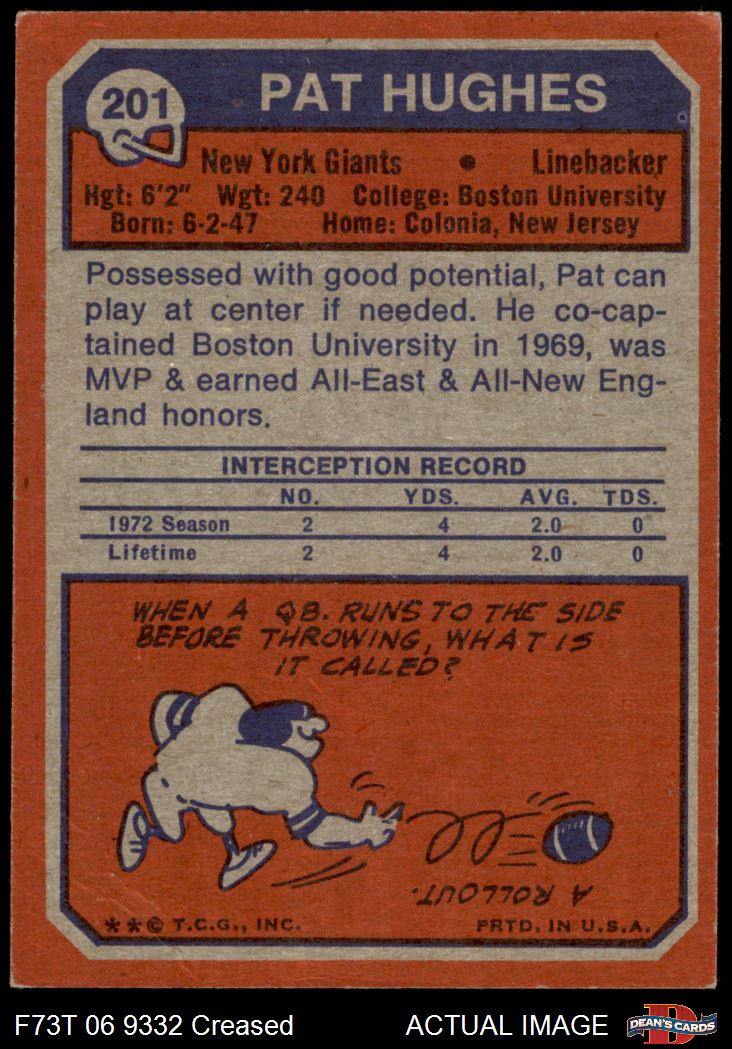 201
PAT HUGHES
New York Giants • Linebacker
Hgt: 6'2" Wgt: 240 College: Boston University
Born: 6-2-47 Home: Colonia, New Jersey
Possessed with good potential, Pat can
play at center if needed. He co-cap-
tained Boston University in 1969, was
MVP & earned All-East & All-New Eng-
land honors.
INTERCEPTION RECORD
NO. YDS. AVG. TDS.
1972 Season 2 4 2.0 0
Lifetime 2 4 2.0 0
WHEN A QB. RUNS TO THE SIDE
BEFORE THROWING, WHAT IS
IT CALLED?
A ROLLOUT.
**© T.C.G., INC. PRTD. IN U.S.A.
F73T 06 9332 Creased ACTUAL IMAGE
D
DEAN'S CARDS